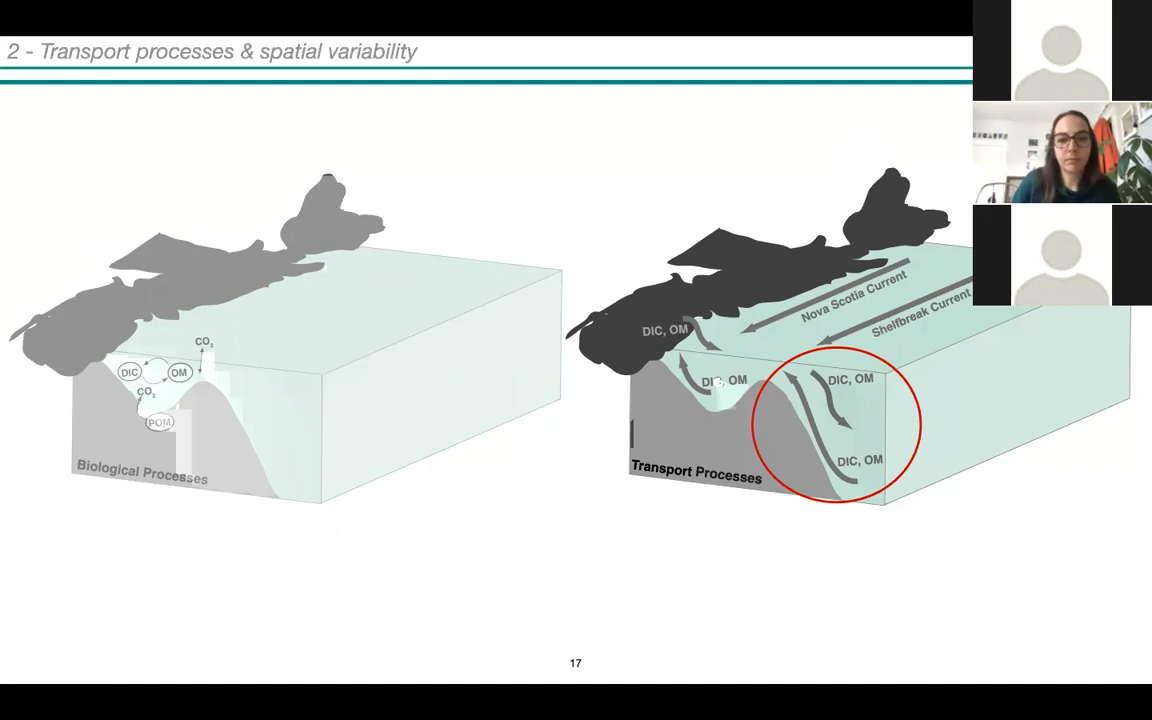 2 - Transport processes & spatial variability
CO₂
DIC
OM
CO₂
POM
Biological Processes
Nova Scotia Current
Shelfbreak Current
DIC, OM
DIC, OM
DIC, OM
DIC, OM
Transport Processes
17